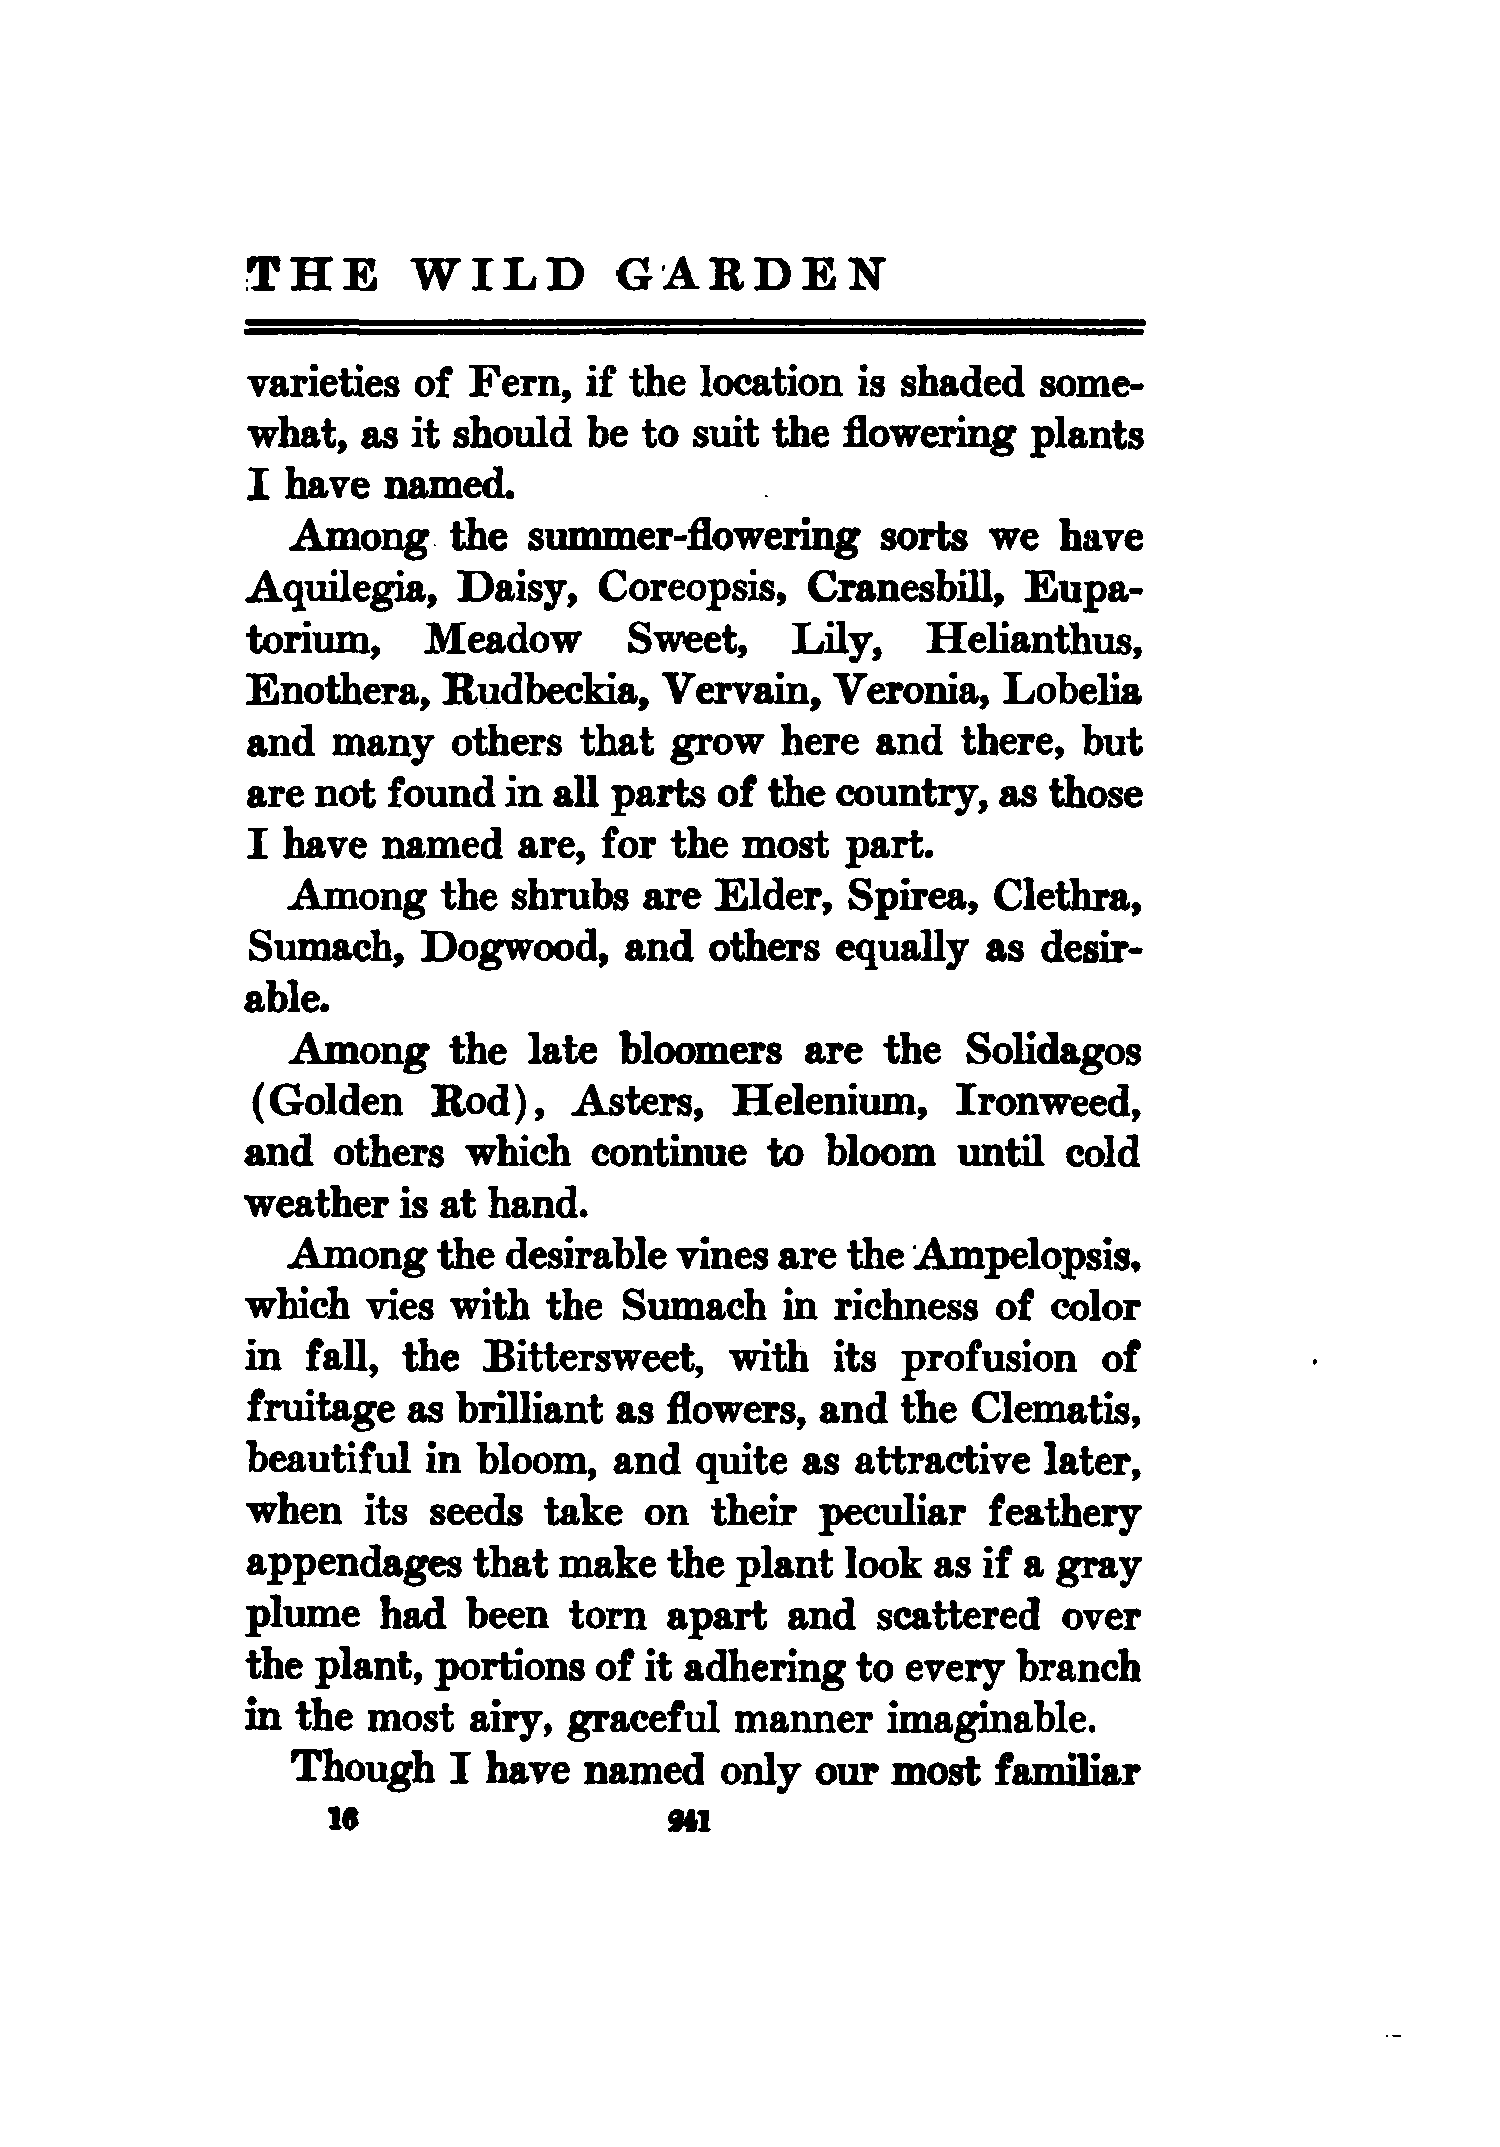 THE WILD GARDEN
varieties of Fern, if the location is shaded some-
what, as it should be to suit the flowering plants
I have named.
Among the summer-flowering sorts we have
Aquilegia, Daisy, Coreopsis, Cranesbill, Eupa-
torium, Meadow Sweet, Lily, Helianthus,
Enothera, Rudbeckia, Vervain, Veronia, Lobelia
and many others that grow here and there, but
are not found in all parts of the country, as those
I have named are, for the most part.
Among the shrubs are Elder, Spirea, Clethra,
Sumach, Dogwood, and others equally as desir-
able.
Among the late bloomers are the Solidagos
(Golden Rod), Asters, Helenium, Ironweed,
and others which continue to bloom until cold
weather is at hand.
Among the desirable vines are the Ampelopsis,
which vies with the Sumach in richness of color
in fall, the Bittersweet, with its profusion of
fruitage as brilliant as flowers, and the Clematis,
beautiful in bloom, and quite as attractive later,
when its seeds take on their peculiar feathery
appendages that make the plant look as if a gray
plume had been torn apart and scattered over
the plant, portions of it adhering to every branch
in the most airy, graceful manner imaginable.
Though I have named only our most familiar
16 241